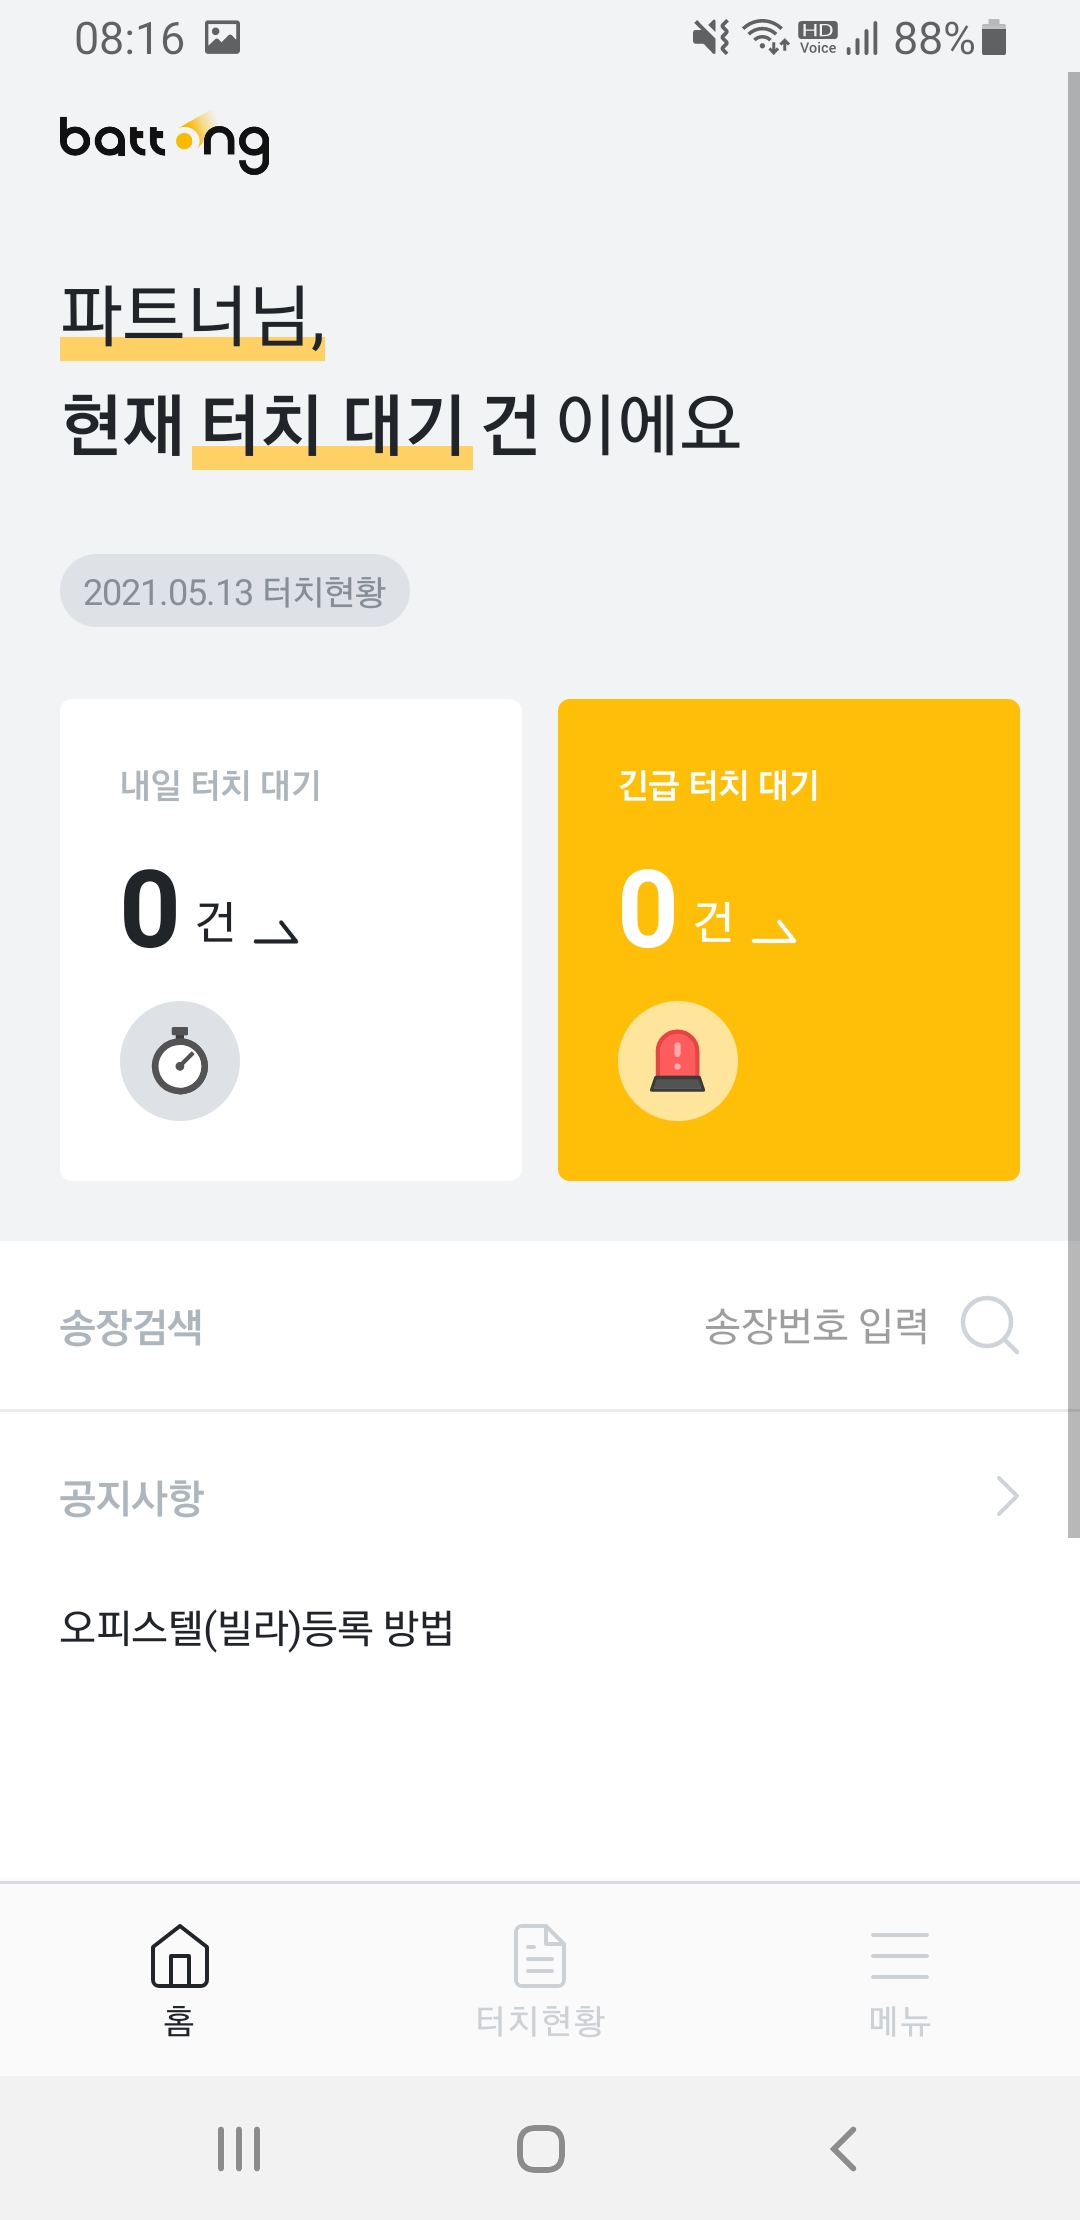 08:16
HD
Voice
88%
battong
파트너님,
현재 터치 대기 건 이에요
2021.05.13 터치현황
내일 터치 대기
0 건
긴급 터치 대기
0 건
송장검색
송장번호 입력
공지사항
오피스텔(빌라)등록 방법
홈
터치현황
메뉴